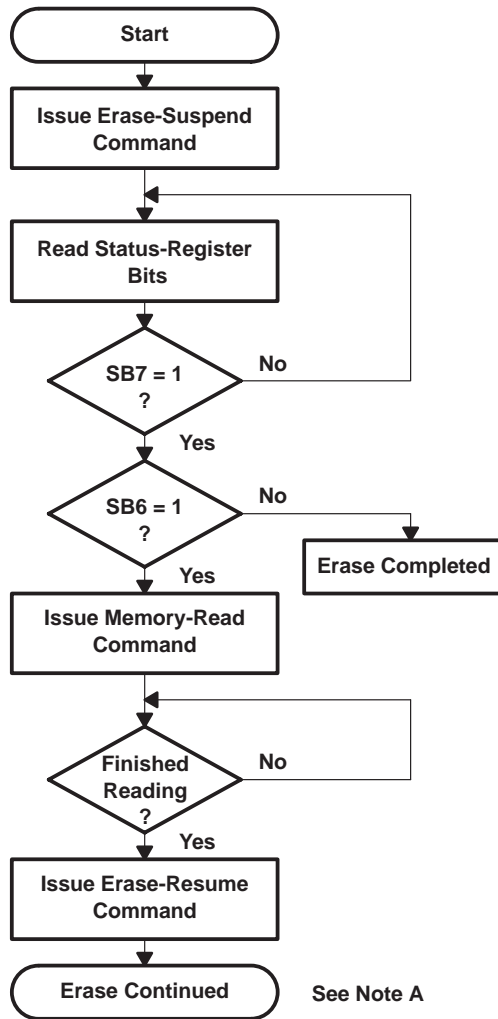 Start
Issue Erase-Suspend
Command
Read Status-Register
Bits
SB7 = 1
?
No
Yes
SB6 = 1
?
No
Yes
Erase Completed
Issue Memory-Read
Command
Finished
Reading
?
No
Yes
Issue Erase-Resume
Command
Erase Continued
See Note A